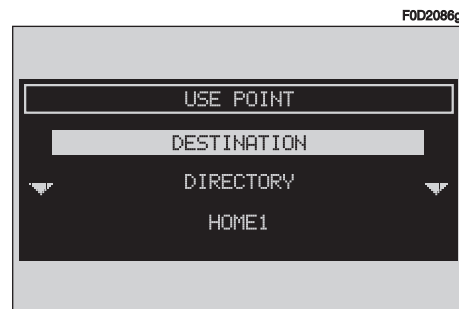 F0D2086g
USE POINT
DESTINATION
DIRECTORY
HOME1